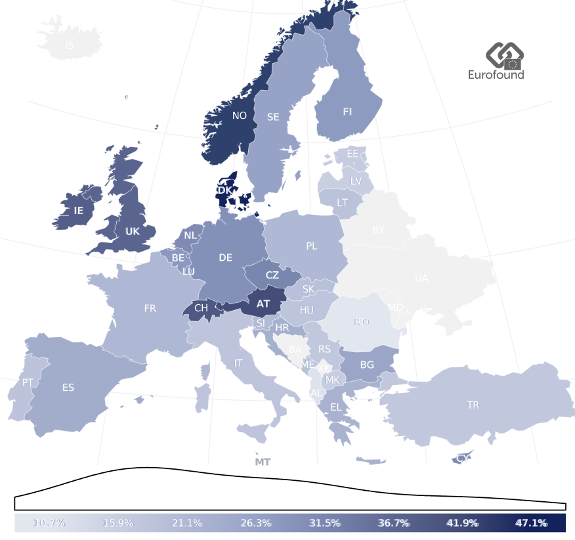 IS
Eurofound
NO
SE
FI
EE
LV
LT
DK
IE
UK
NL
BE
LU
DE
PL
BY
UA
CZ
SK
AT
CH
HU
FR
SI
HR
RO
MD
BA
RS
ME
BG
MK
AL
IT
PT
ES
EL
TR
CY
MT
10.7% 15.9% 21.1% 26.3% 31.5% 36.7% 41.9% 47.1%